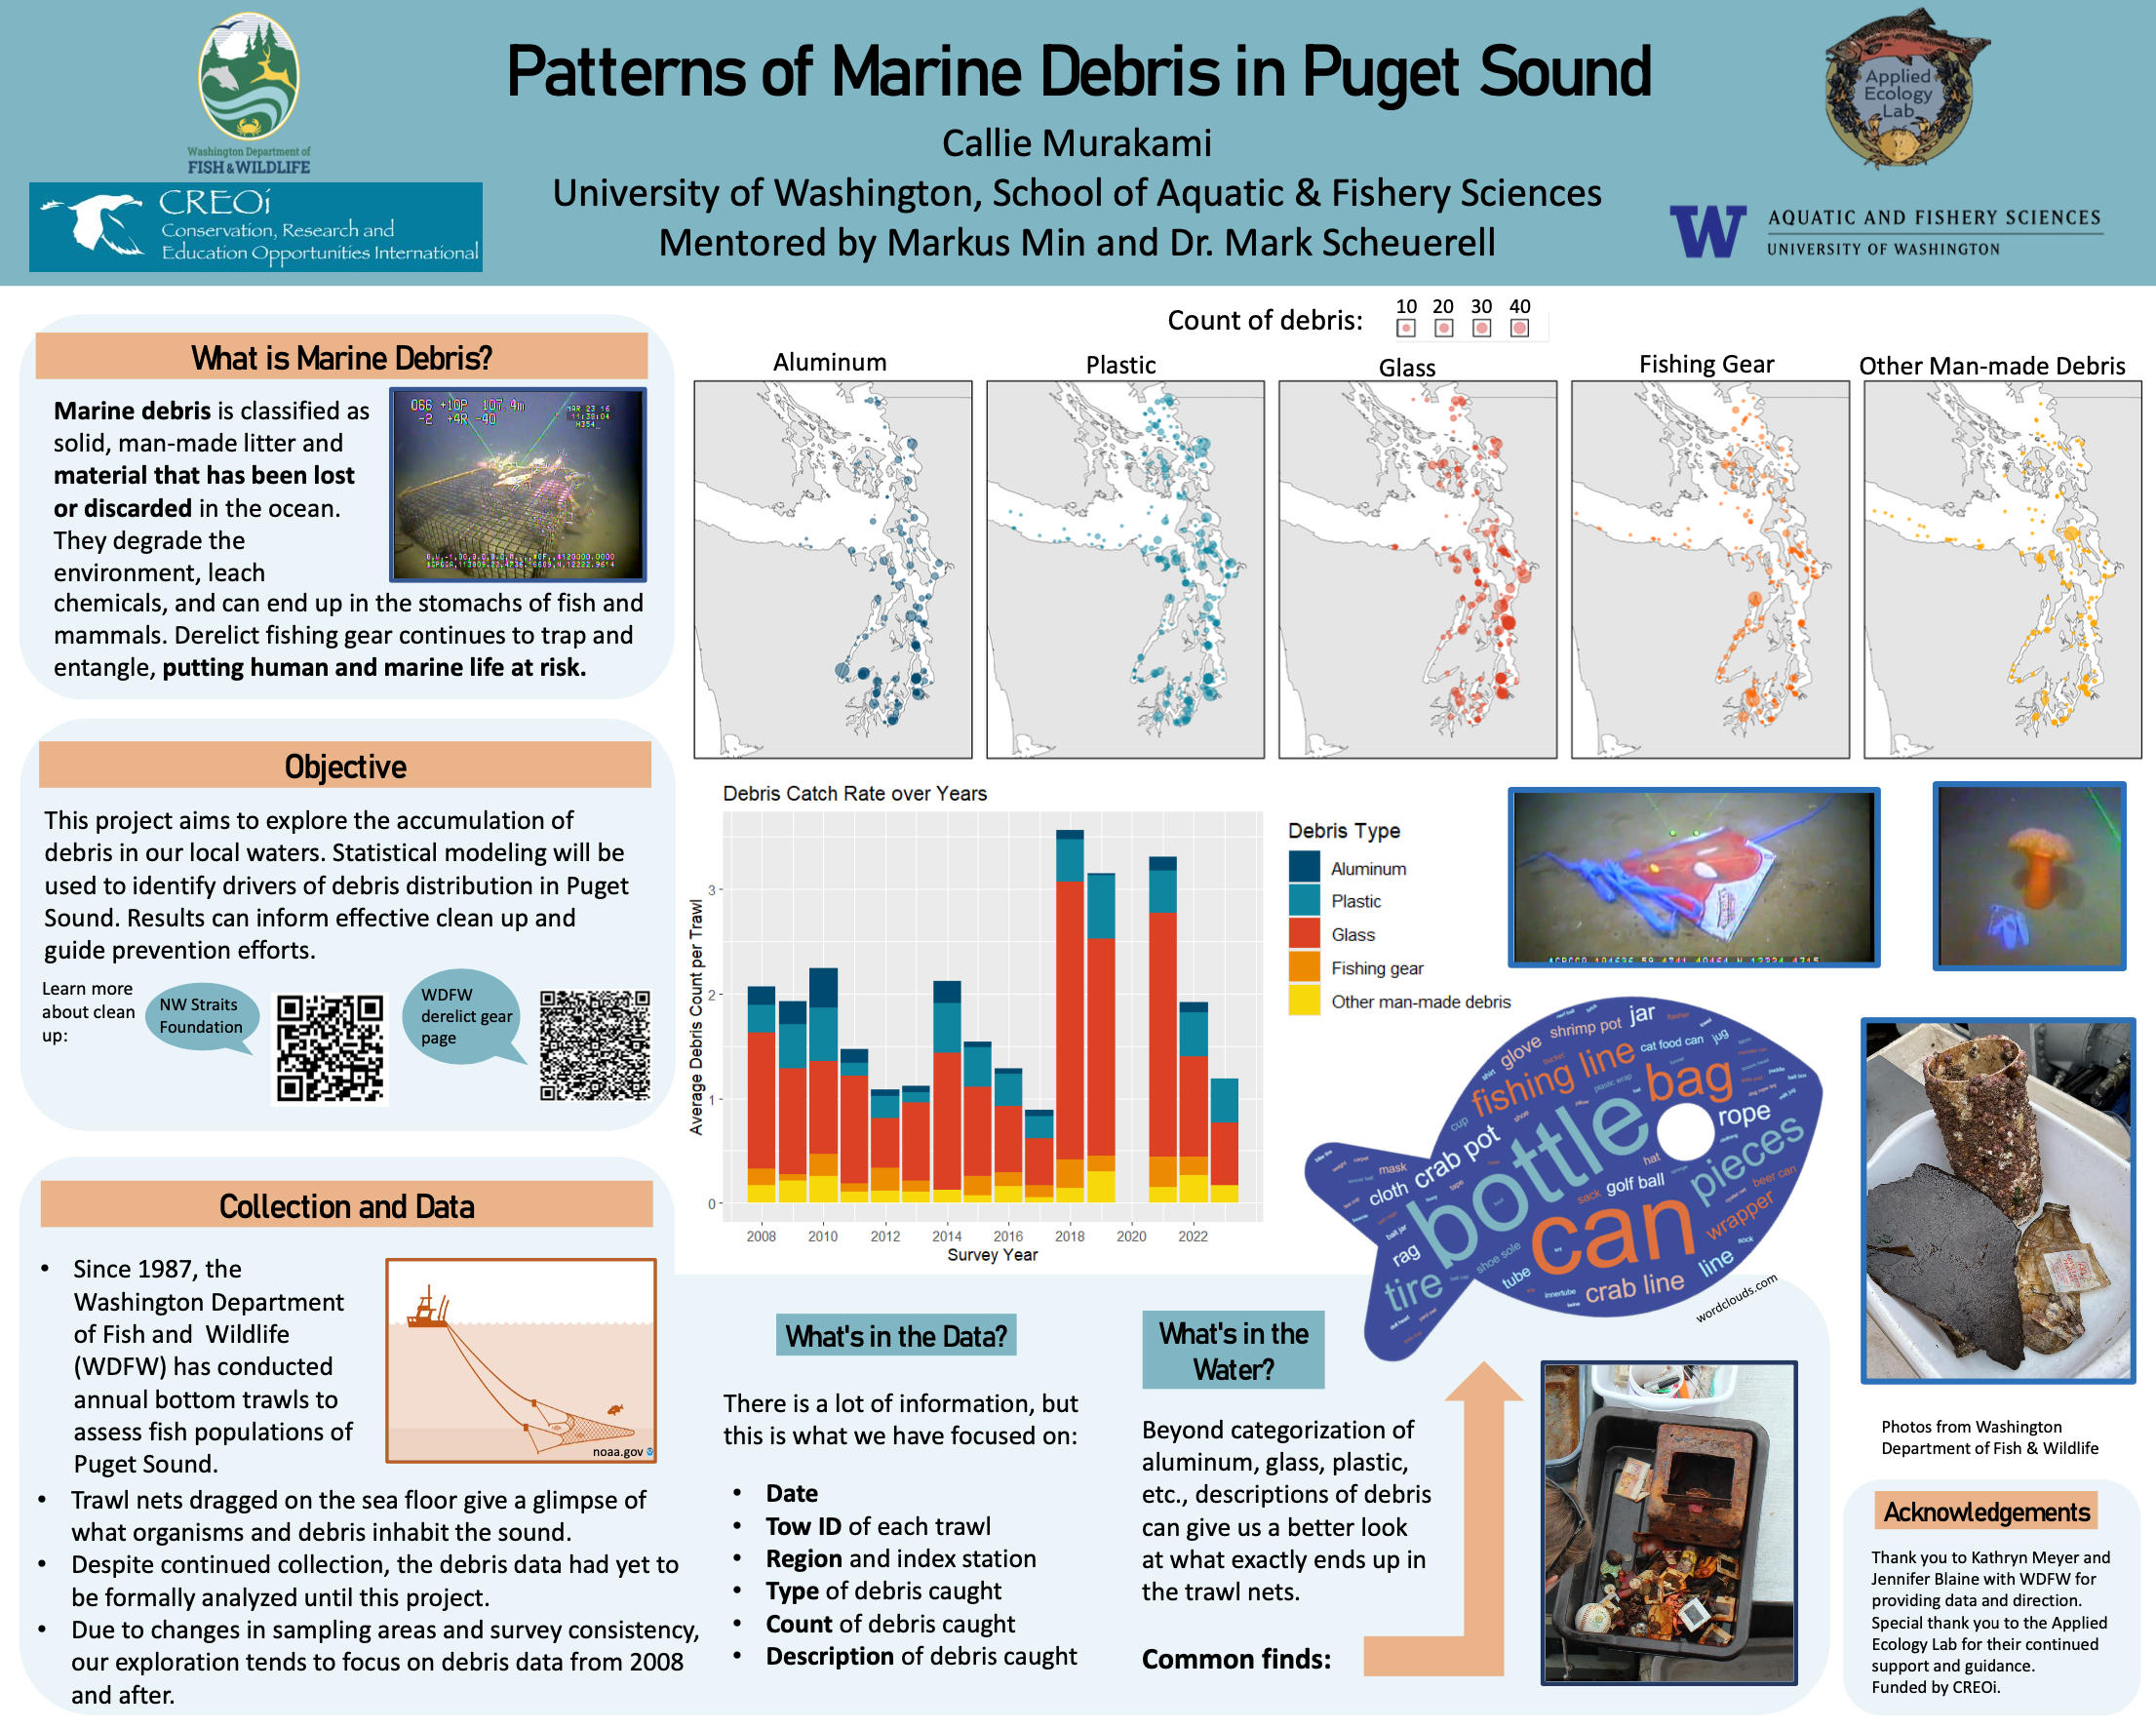 Washington Department of
FISH & WILDLIFE
CREOi
Conservation, Research and
Education Opportunities International
Patterns of Marine Debris in Puget Sound
Callie Murakami
University of Washington, School of Aquatic & Fishery Sciences
Mentored by Markus Min and Dr. Mark Scheuerell
Applied
Ecology
Lab
W
AQUATIC AND FISHERY SCIENCES
UNIVERSITY OF WASHINGTON
What is Marine Debris?
Marine debris is classified as
solid, man-made litter and
material that has been lost
or discarded in the ocean.
They degrade the
environment, leach
chemicals, and can end up in the stomachs of fish and
mammals. Derelict fishing gear continues to trap and
entangle, putting human and marine life at risk.
066 +10P 107.4m
-2 +4R -40
MAR 23 16
11:38:04
Objective
This project aims to explore the accumulation of
debris in our local waters. Statistical modeling will be
used to identify drivers of debris distribution in Puget
Sound. Results can inform effective clean up and
guide prevention efforts.
Learn more
about clean
up:
NW Straits
Foundation
WDFW
derelict gear
page
Collection and Data
• Since 1987, the
Washington Department
of Fish and Wildlife
(WDFW) has conducted
annual bottom trawls to
assess fish populations of
Puget Sound.
noaa.gov
• Trawl nets dragged on the sea floor give a glimpse of
what organisms and debris inhabit the sound.
• Despite continued collection, the debris data had yet to
be formally analyzed until this project.
• Due to changes in sampling areas and survey consistency,
our exploration tends to focus on debris data from 2008
and after.
Count of debris:
10 20 30 40
Aluminum
Plastic
Glass
Fishing Gear
Other Man-made Debris
Debris Catch Rate over Years
Average Debris Count per Trawl
3
2
1
0
2008 2010 2012 2014 2016 2018 2020 2022
Survey Year
Debris Type
Aluminum
Plastic
Glass
Fishing gear
Other man-made debris
jar
shrimp pot
glove
fishing line
cat food can
jug
bag
cup
rope
bottle
crab pot
mask
cloth
hat
pieces
golf ball
sack
beer can
can
wrapper
rag
shoe sole
tire
tube
line
crab line
innertube
tape
sock
plastic wrap
wordclouds.com
What's in the Data?
There is a lot of information, but
this is what we have focused on:
• Date
• Tow ID of each trawl
• Region and index station
• Type of debris caught
• Count of debris caught
• Description of debris caught
What's in the
Water?
Beyond categorization of
aluminum, glass, plastic,
etc., descriptions of debris
can give us a better look
at what exactly ends up in
the trawl nets.
Common finds:
Photos from Washington
Department of Fish & Wildlife
Acknowledgements
Thank you to Kathryn Meyer and
Jennifer Blaine with WDFW for
providing data and direction.
Special thank you to the Applied
Ecology Lab for their continued
support and guidance.
Funded by CREOi.